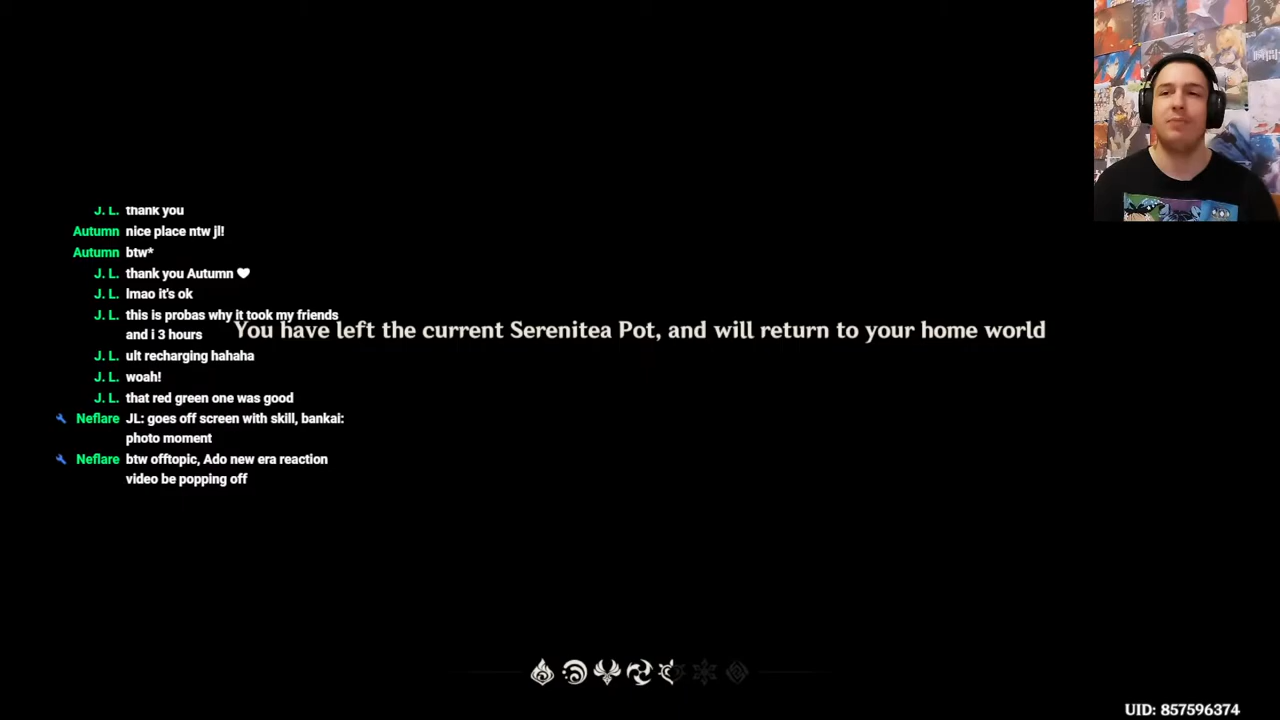 J. L. thank you
Autumn nice place ntw jl!
Autumn btw*
J. L. thank you Autumn 🖤
J. L. lmao it's ok
J. L. this is probas why it took my friends
and i 3 hours
J. L. ult recharging hahaha
J. L. woah!
J. L. that red green one was good
Neflare JL: goes off screen with skill, bankai:
photo moment
Neflare btw offtopic, Ado new era reaction
video be popping off
You have left the current Serenitea Pot, and will return to your home world
UID: 857596374